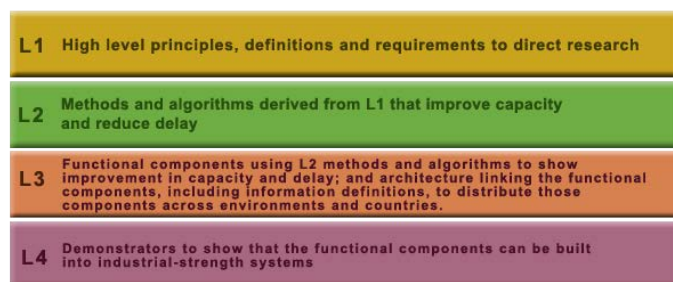 L1 High level principles, definitions and requirements to direct research
L2 Methods and algorithms derived from L1 that improve capacity
and reduce delay
L3 Functional components using L2 methods and algorithms to show
improvement in capacity and delay; and architecture linking the functional
components, including information definitions, to distribute those
components across environments and countries.
L4 Demonstrators to show that the functional components can be built
into industrial-strength systems